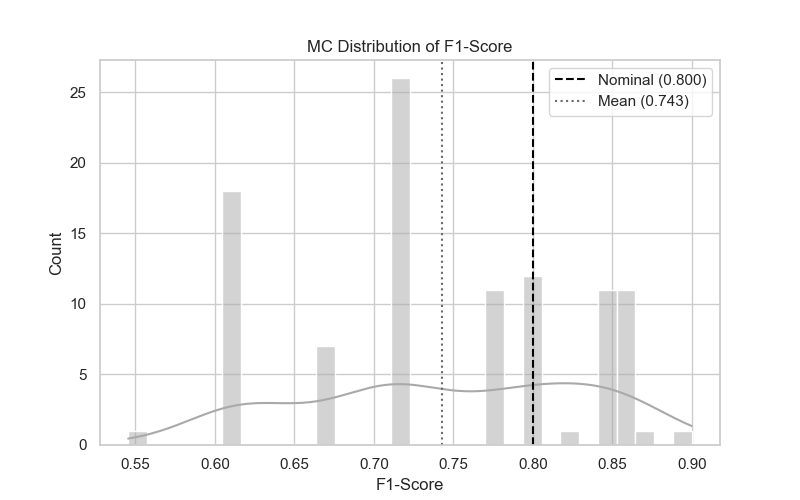 MC Distribution of F1-Score
Nominal (0.800)
Mean (0.743)
Count
25
20
15
10
5
0
0.55 0.60 0.65 0.70 0.75 0.80 0.85 0.90
F1-Score